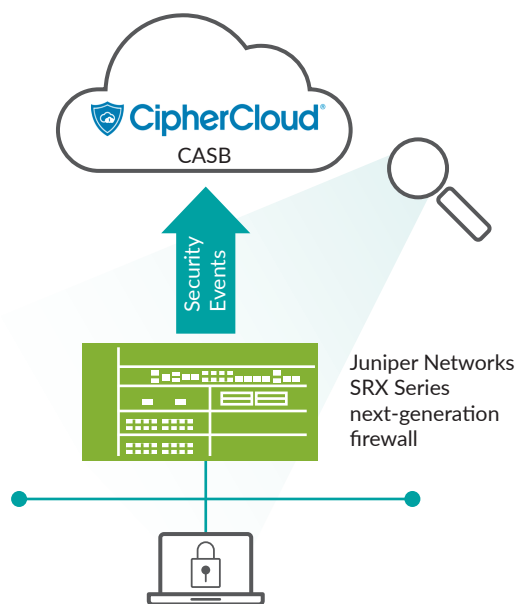 CipherCloud®
CASB
Security
Events
Juniper Networks
SRX Series
next-generation
firewall